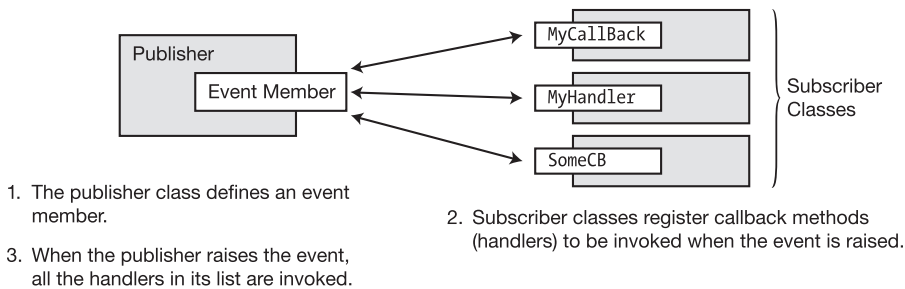 Publisher
Event Member
MyCallBack
MyHandler
SomeCB
Subscriber
Classes
1. The publisher class defines an event
member.
2. Subscriber classes register callback methods
(handlers) to be invoked when the event is raised.
3. When the publisher raises the event,
all the handlers in its list are invoked.